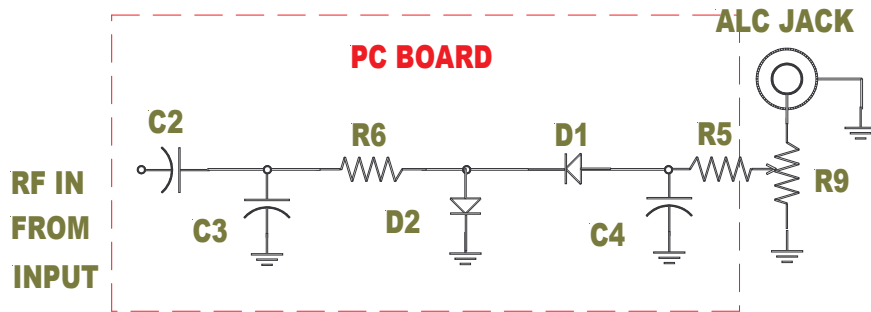 ALC JACK
PC BOARD
C2
R6
D1
R5
RF IN
FROM
INPUT
C3
D2
C4
R9